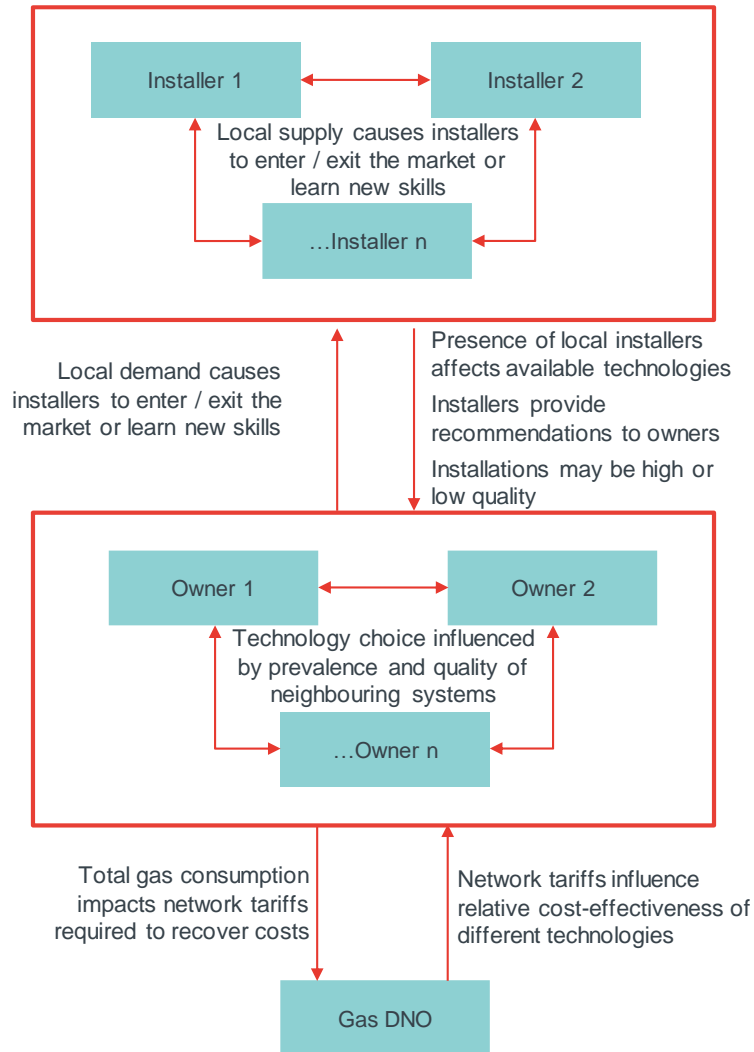 Installer 1
Installer 2
Local supply causes installers
to enter / exit the market or
learn new skills
…Installer n
Local demand causes
installers to enter / exit the
market or learn new skills
Presence of local installers
affects available technologies
Installers provide
recommendations to owners
Installations may be high or
low quality
Owner 1
Owner 2
Technology choice influenced
by prevalence and quality of
neighbouring systems
…Owner n
Total gas consumption
impacts network tariffs
required to recover costs
Network tariffs influence
relative cost-effectiveness of
different technologies
Gas DNO